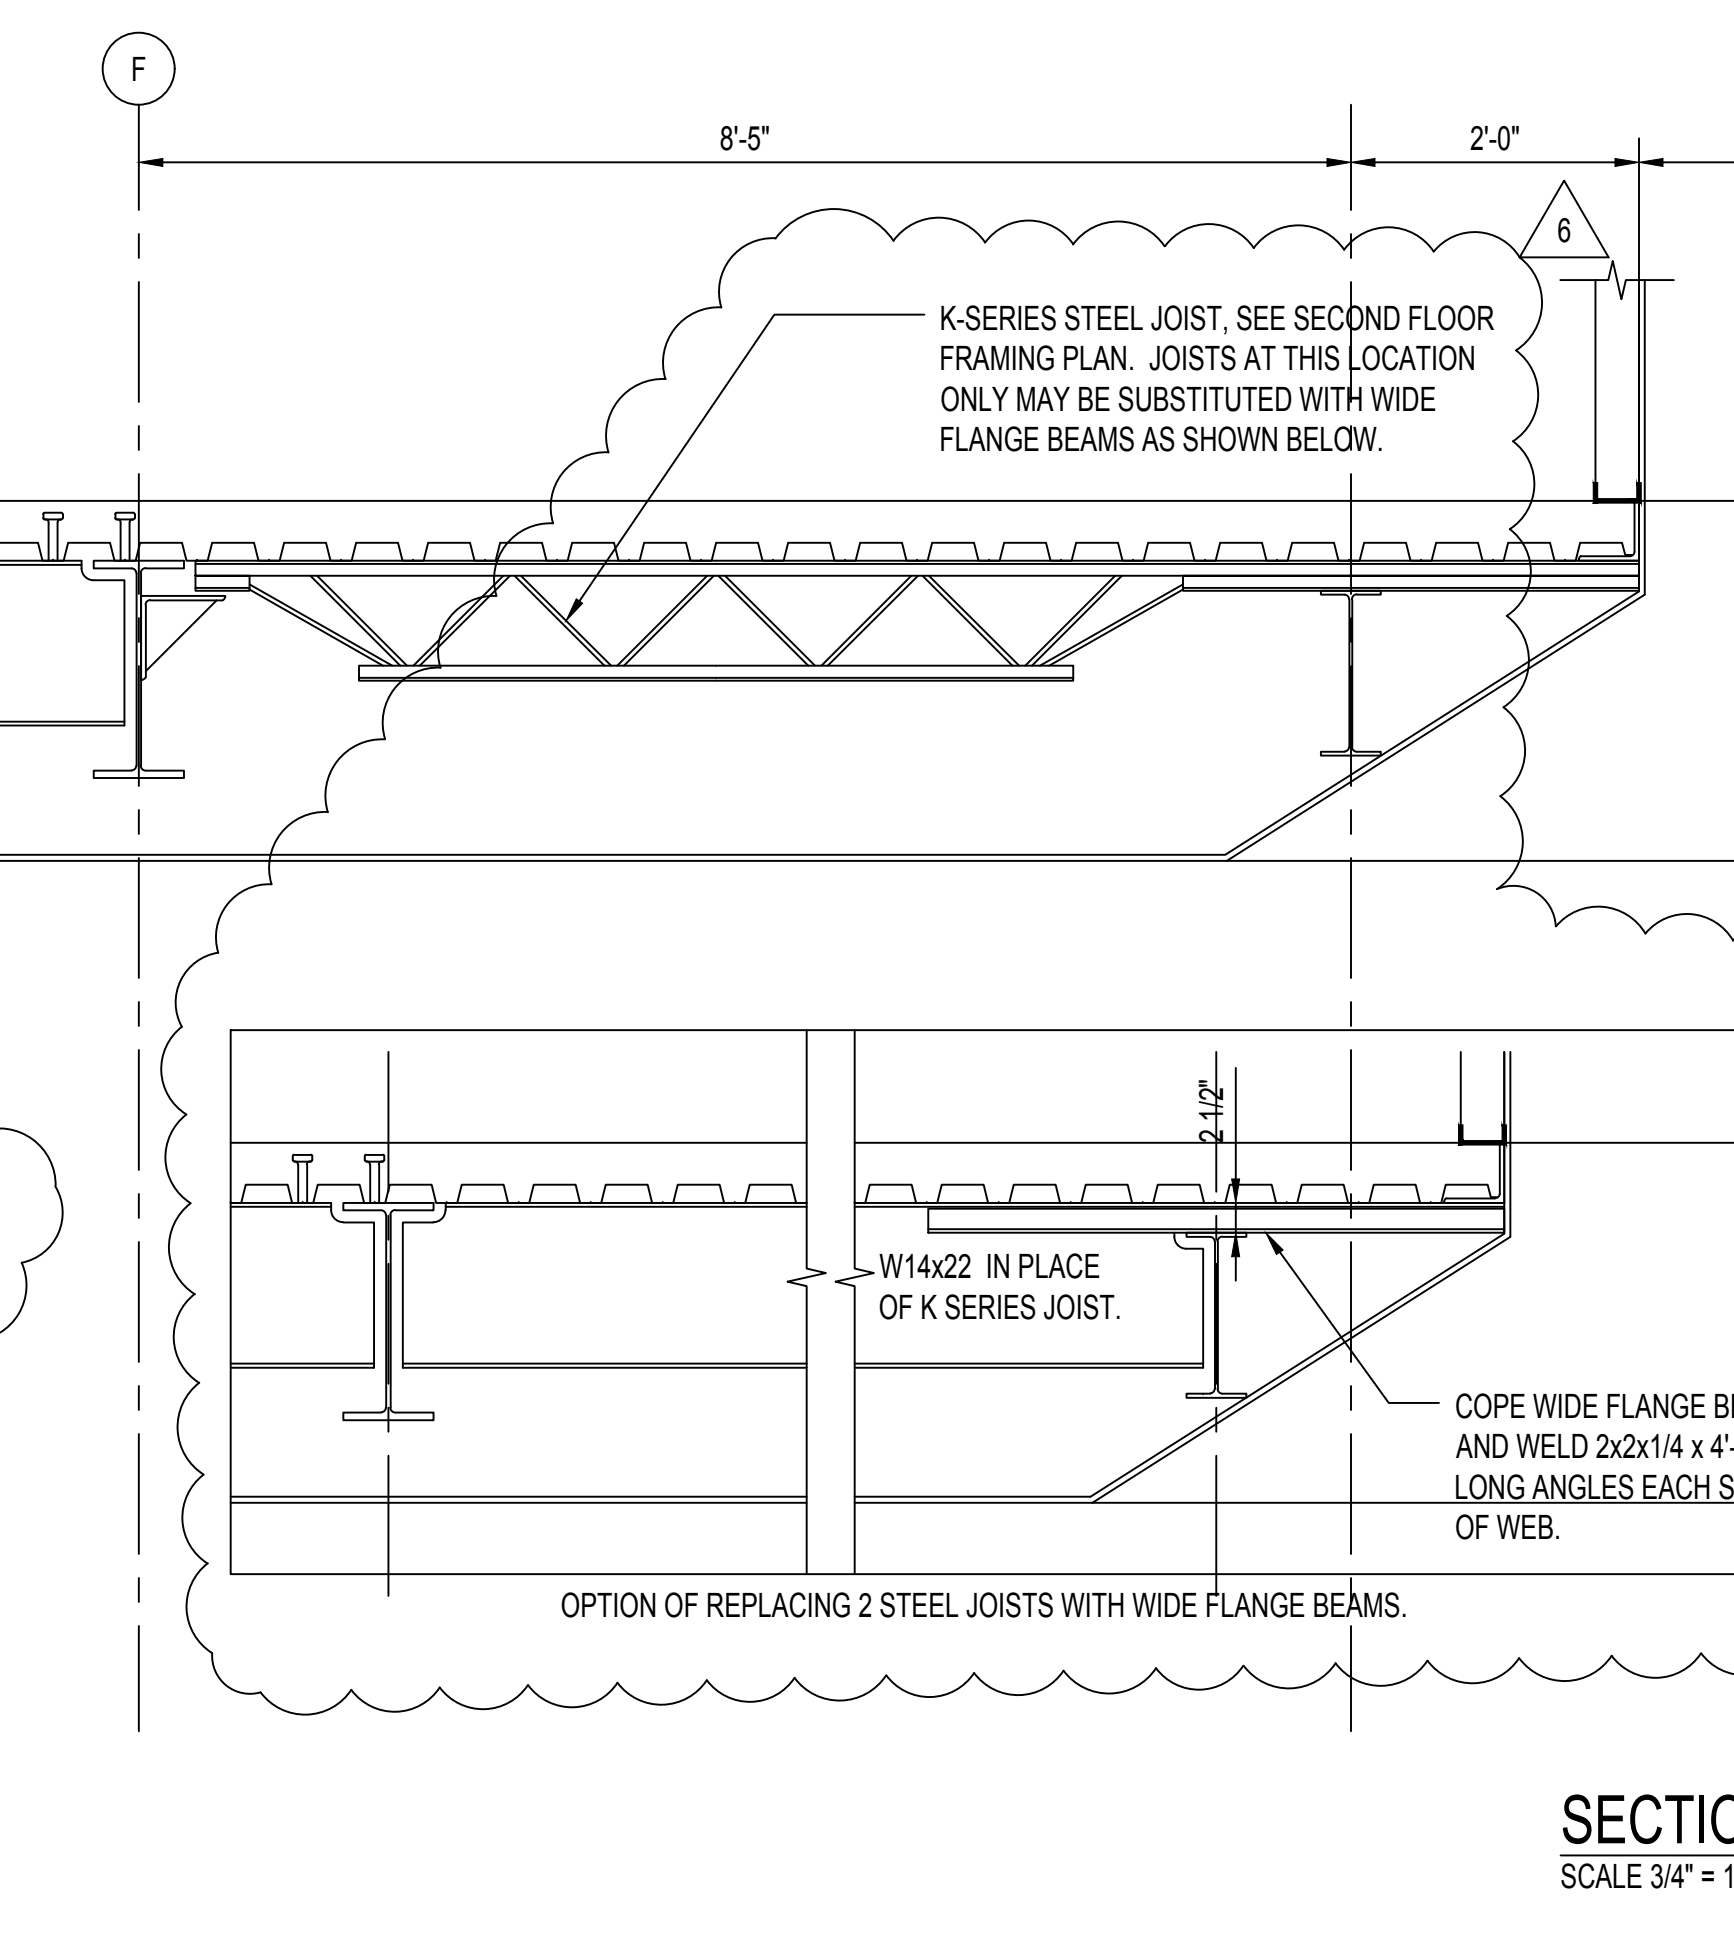 F
8'-5"
2'-0"
6
K-SERIES STEEL JOIST, SEE SECOND FLOOR
FRAMING PLAN.  JOISTS AT THIS LOCATION
ONLY MAY BE SUBSTITUTED WITH WIDE
FLANGE BEAMS AS SHOWN BELOW.
2 1/2"
W14x22  IN PLACE
OF K SERIES JOIST.
COPE WIDE FLANGE
AND WELD 2x2x1/4 x 4'-
LONG ANGLES EACH
OF WEB.
OPTION OF REPLACING 2 STEEL JOISTS WITH WIDE FLANGE BEAMS.
SCALE 3/4" = 1